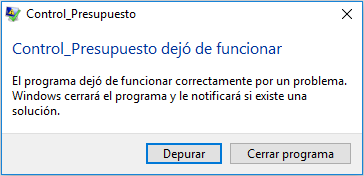 Control_Presupuesto
Control_Presupuesto dejó de funcionar
El programa dejó de funcionar correctamente por un problema.
Windows cerrará el programa y le notificará si existe una
solución.
Depurar
Cerrar programa